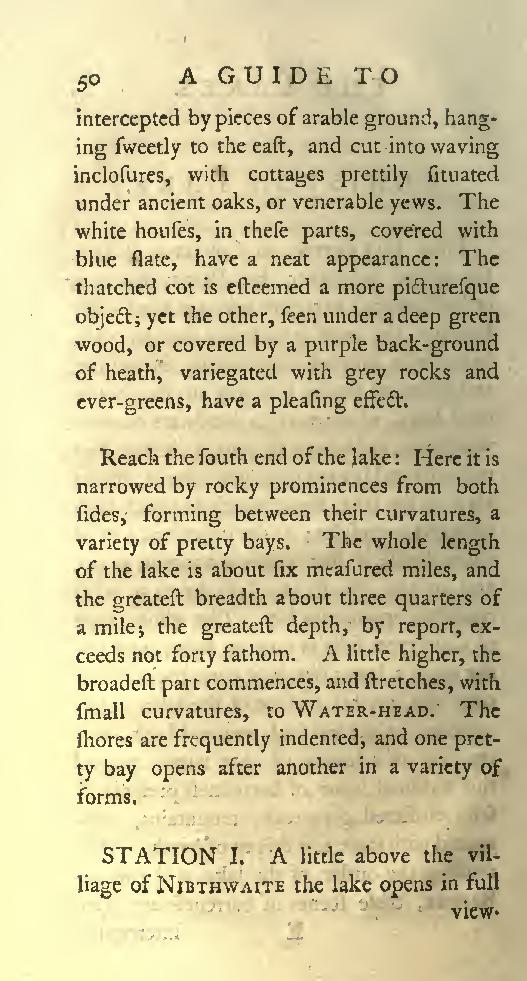 50 A GUIDE TO
intercepted by pieces of arable ground, hang-
ing ſweetly to the eaſt, and cut into waving
incloſures, with cottages prettily ſituated
under ancient oaks, or venerable yews. The
white houſes, in theſe parts, covered with
blue ſlate, have a neat appearance: The
thatched cot is eſteemed a more pictureſque
object; yet the other, ſeen under a deep green
wood, or covered by a purple back-ground
of heath, variegated with grey rocks and
ever-greens, have a pleaſing effect.
Reach the ſouth end of the lake: Here it is
narrowed by rocky prominences from both
ſides, forming between their curvatures, a
variety of pretty bays. The whole length
of the lake is about ſix meaſured miles, and
the greateſt breadth about three quarters of
a mile; the greateſt depth, by report, ex-
ceeds not forty fathom. A little higher, the
broadeſt part commences, and ſtretches, with
ſmall curvatures, to WATER-HEAD. The
ſhores are frequently indented, and one pret-
ty bay opens after another in a variety of
forms.
STATION I. A little above the vil-
liage of NIBTHWAITE the lake opens in full
view.